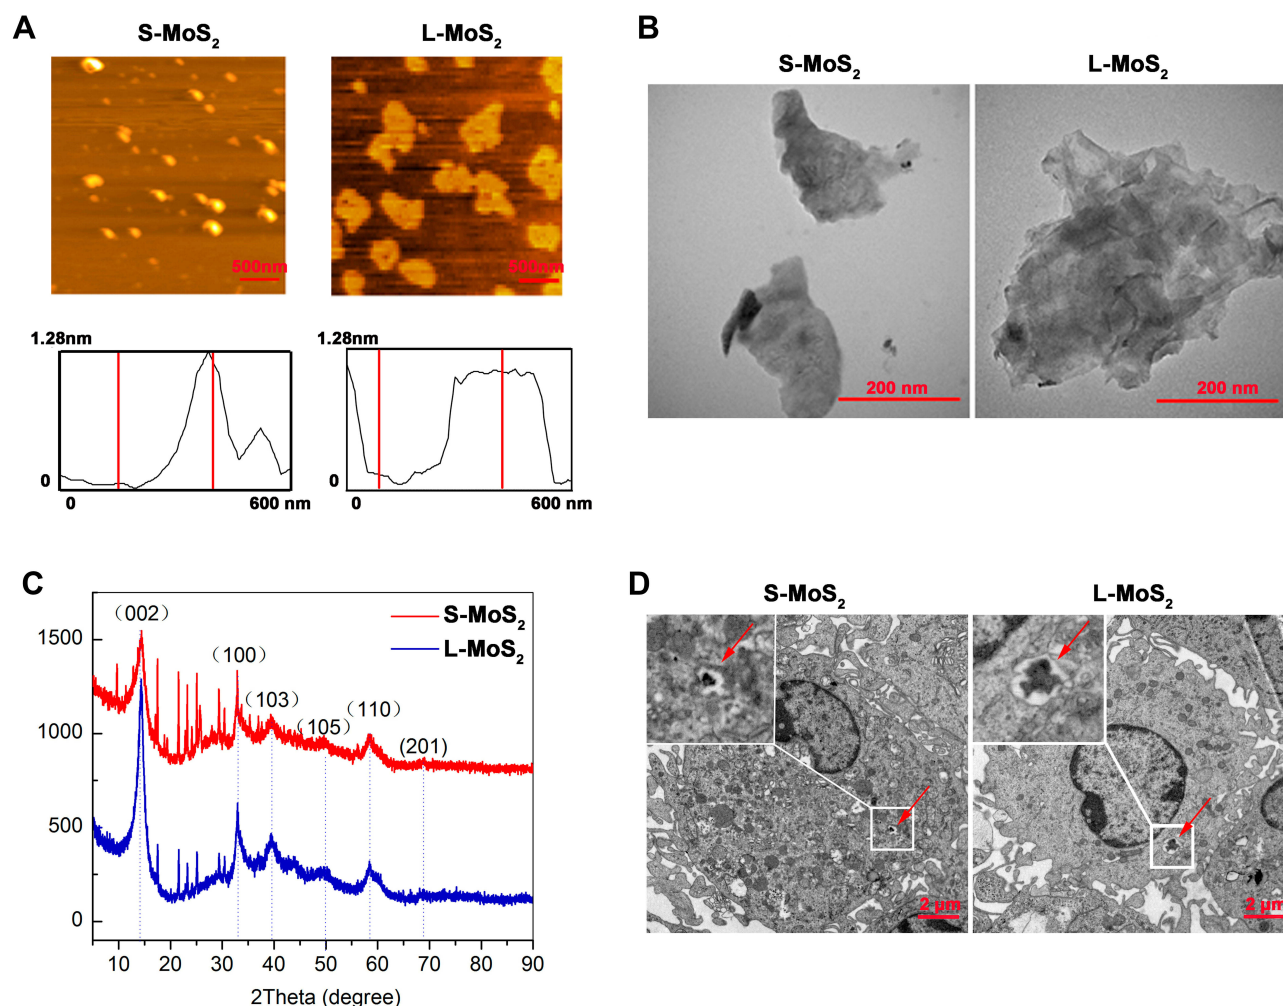 A
S-MoS₂
L-MoS₂
500nm
500nm
1.28nm
0
0
600 nm
1.28nm
0
0
600 nm
B
S-MoS₂
L-MoS₂
200 nm
200 nm
C
(002)
(100)
(103)
(105)
(110)
(201)
S-MoS₂
L-MoS₂
1500
1000
500
0
10 20 30 40 50 60 70 80 90
2Theta (degree)
D
S-MoS₂
L-MoS₂
2 μm
2 μm